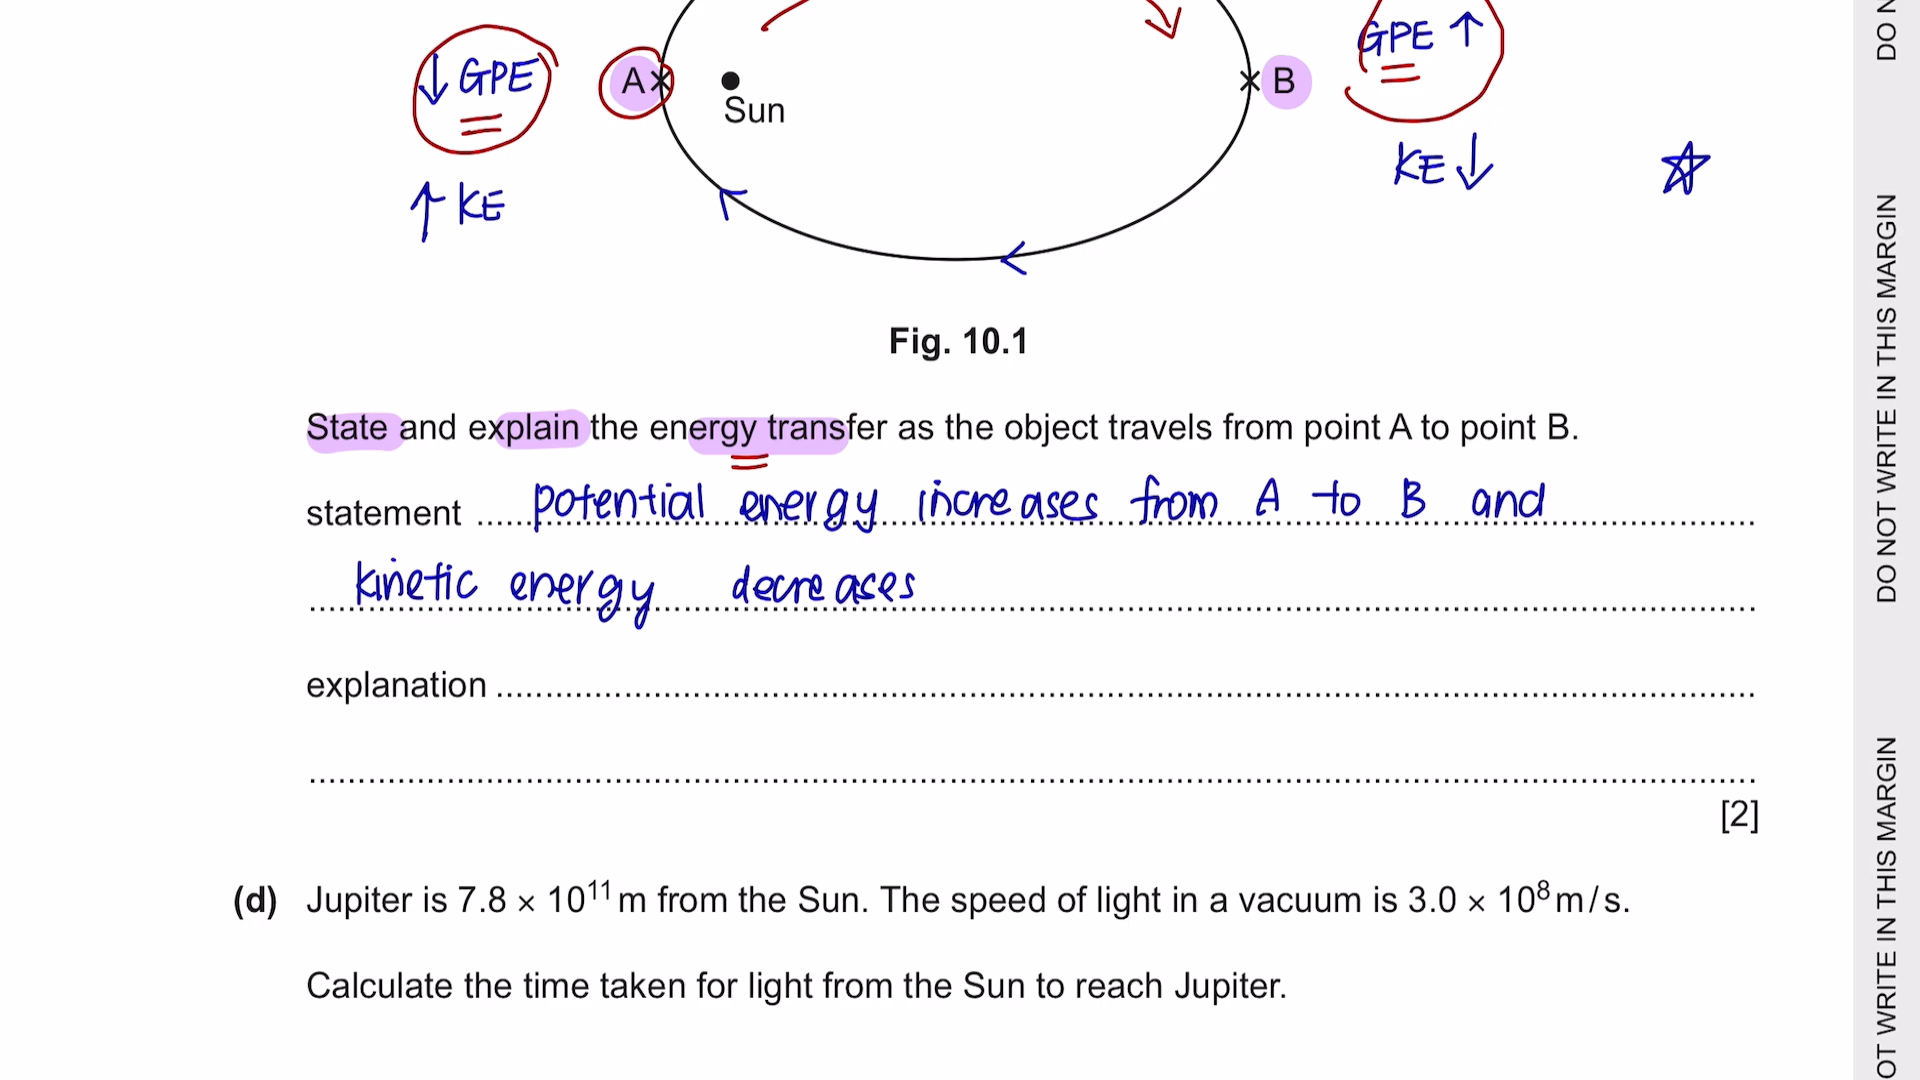 GPE ↑
↓ GPE
A
B
Sun
KE ↓
↑ KE
Fig. 10.1
State and explain the energy transfer as the object travels from point A to point B.
statement potential energy increases from A to B and
kinetic energy decreases
explanation
[2]
(d) Jupiter is 7.8 × 10¹¹ m from the Sun. The speed of light in a vacuum is 3.0 × 10⁸ m/s.
Calculate the time taken for light from the Sun to reach Jupiter.
DO N
DO NOT WRITE IN THIS MARGIN
OT WRITE IN THIS MARGIN